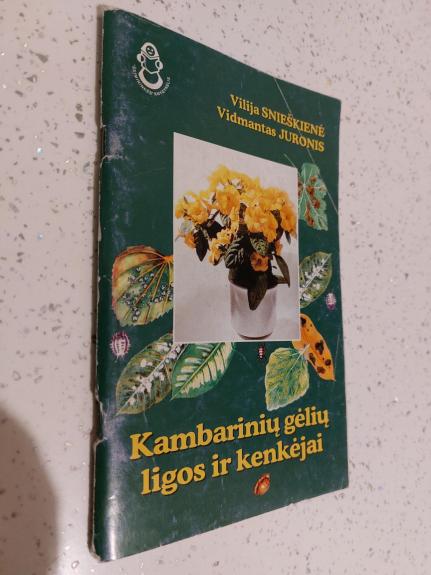 Vilija SNIEŠKIENĖ
Vidmantas JURONIS
Kambarinių gėlių
ligos ir kenkėjai